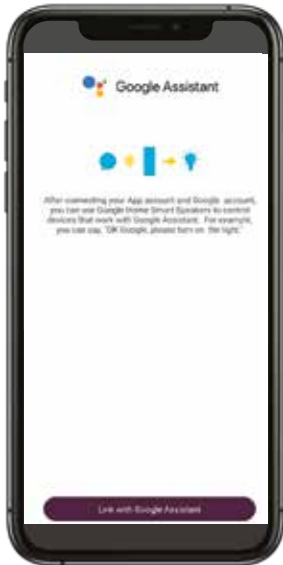 Google Assistant
After connecting your App account and Google account,
you can use Google Home Smart Speakers to control
devices that work with Google Assistant. For example,
you can say, "OK Google, please turn on the light."
Link with Google Assistant